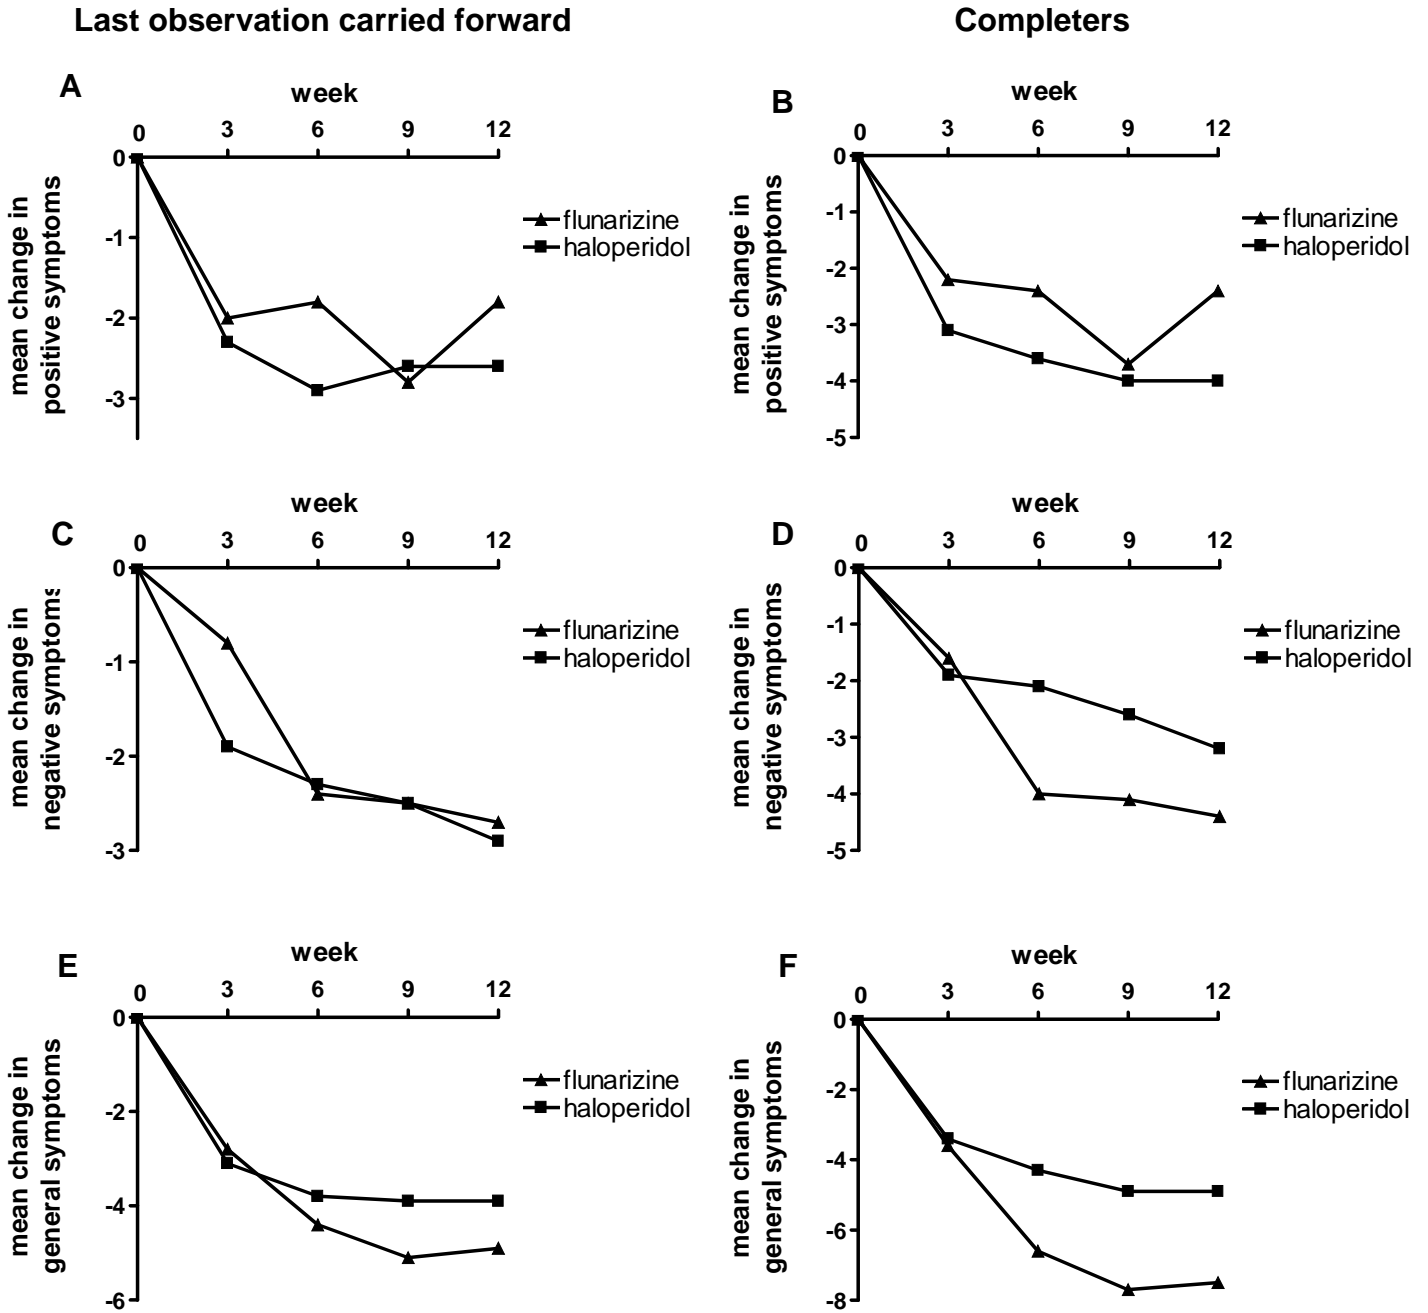 Last observation carried forward
Completers
A
week
0 3 6 9 12
0
-1
-2
-3
mean change in
positive symptoms
flunarizine
haloperidol
B
week
0 3 6 9 12
0
-1
-2
-3
-4
-5
mean change in
positive symptoms
flunarizine
haloperidol
C
week
0 3 6 9 12
0
-1
-2
-3
mean change in
negative symptoms
flunarizine
haloperidol
D
week
0 3 6 9 12
0
-1
-2
-3
-4
-5
mean change in
negative symptoms
flunarizine
haloperidol
E
week
0 3 6 9 12
0
-2
-4
-6
mean change in
general symptoms
flunarizine
haloperidol
F
week
0 3 6 9 12
0
-2
-4
-6
-8
mean change in
general symptoms
flunarizine
haloperidol